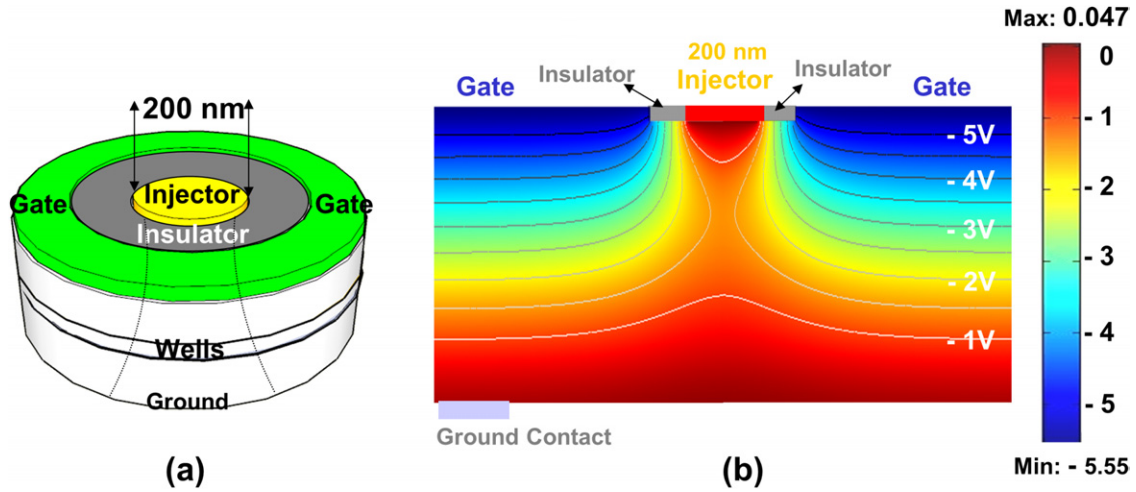 200 nm
Injector
Gate
Gate
Insulator
Wells
Ground
(a)
200 nm
Injector
Insulator
Insulator
Gate
Gate
- 5V
- 4V
- 3V
- 2V
- 1V
Ground Contact
(b)
Max: 0.047
0
- 1
- 2
- 3
- 4
- 5
Min: - 5.55